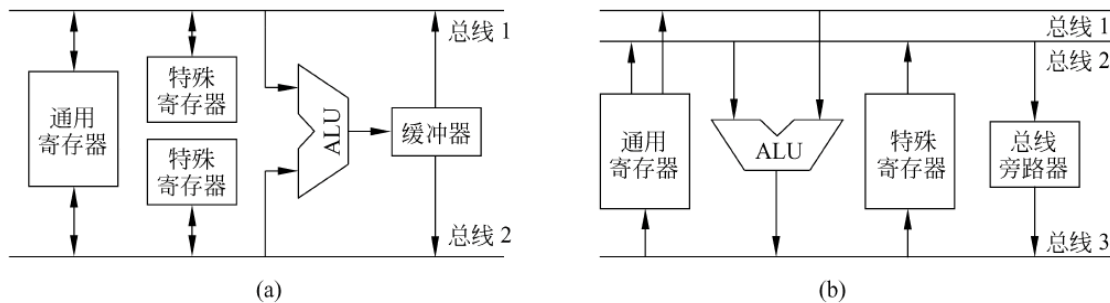 总线 1
特殊
寄存器
通用
寄存器
ALU
缓冲器
特殊
寄存器
总线 2
(a)
总线 1
总线 2
通用
寄存器
ALU
特殊
寄存器
总线
旁路器
总线 3
(b)